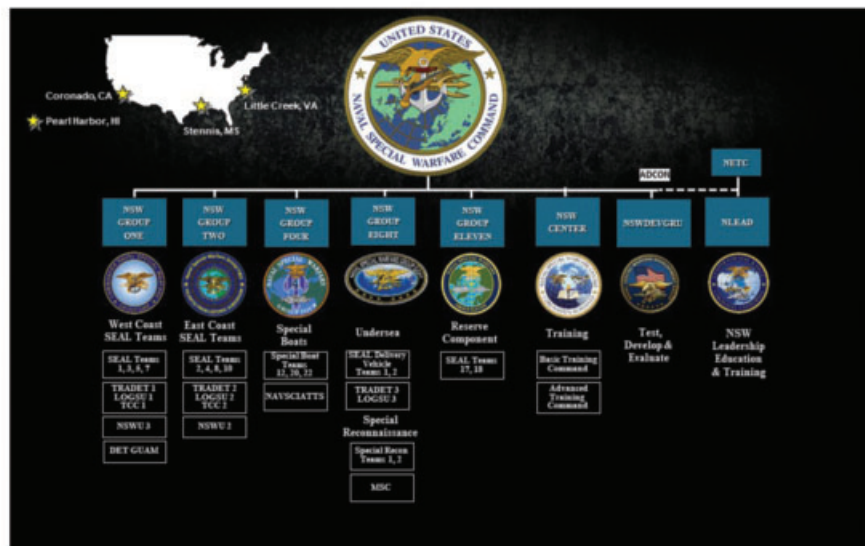 UNITED STATES
NAVAL SPECIAL WARFARE COMMAND
Coronado, CA
Pearl Harbor, HI
Stennis, MS
Little Creek, VA
NETC
ADCON
NSW
GROUP
ONE
West Coast
SEAL Teams
SEAL Teams
1, 3, 5, 7
TRADET 1
LOGSU 1
TCC 1
NSWU 3
DET GUAM
NSW
GROUP
TWO
East Coast
SEAL Teams
SEAL Teams
2, 4, 8, 10
TRADET 2
LOGSU 2
TCC 2
NSWU 2
NSW
GROUP
FOUR
Special
Boats
Special Boat
Teams
12, 20, 22
NAVSCIATTS
NSW
GROUP
EIGHT
Undersea
SEAL Delivery
Vehicle
Teams 1, 2
TRADET 3
LOGSU 3
Special
Reconnaissance
Special Recon
Teams 1, 2
MSC
NSW
GROUP
ELEVEN
Reserve
Component
SEAL Teams
17, 18
NSW
CENTER
Training
Basic Training
Command
Advanced
Training
Command
NSWDEVGRU
Test,
Develop &
Evaluate
NLEAD
NSW
Leadership
Education
& Training